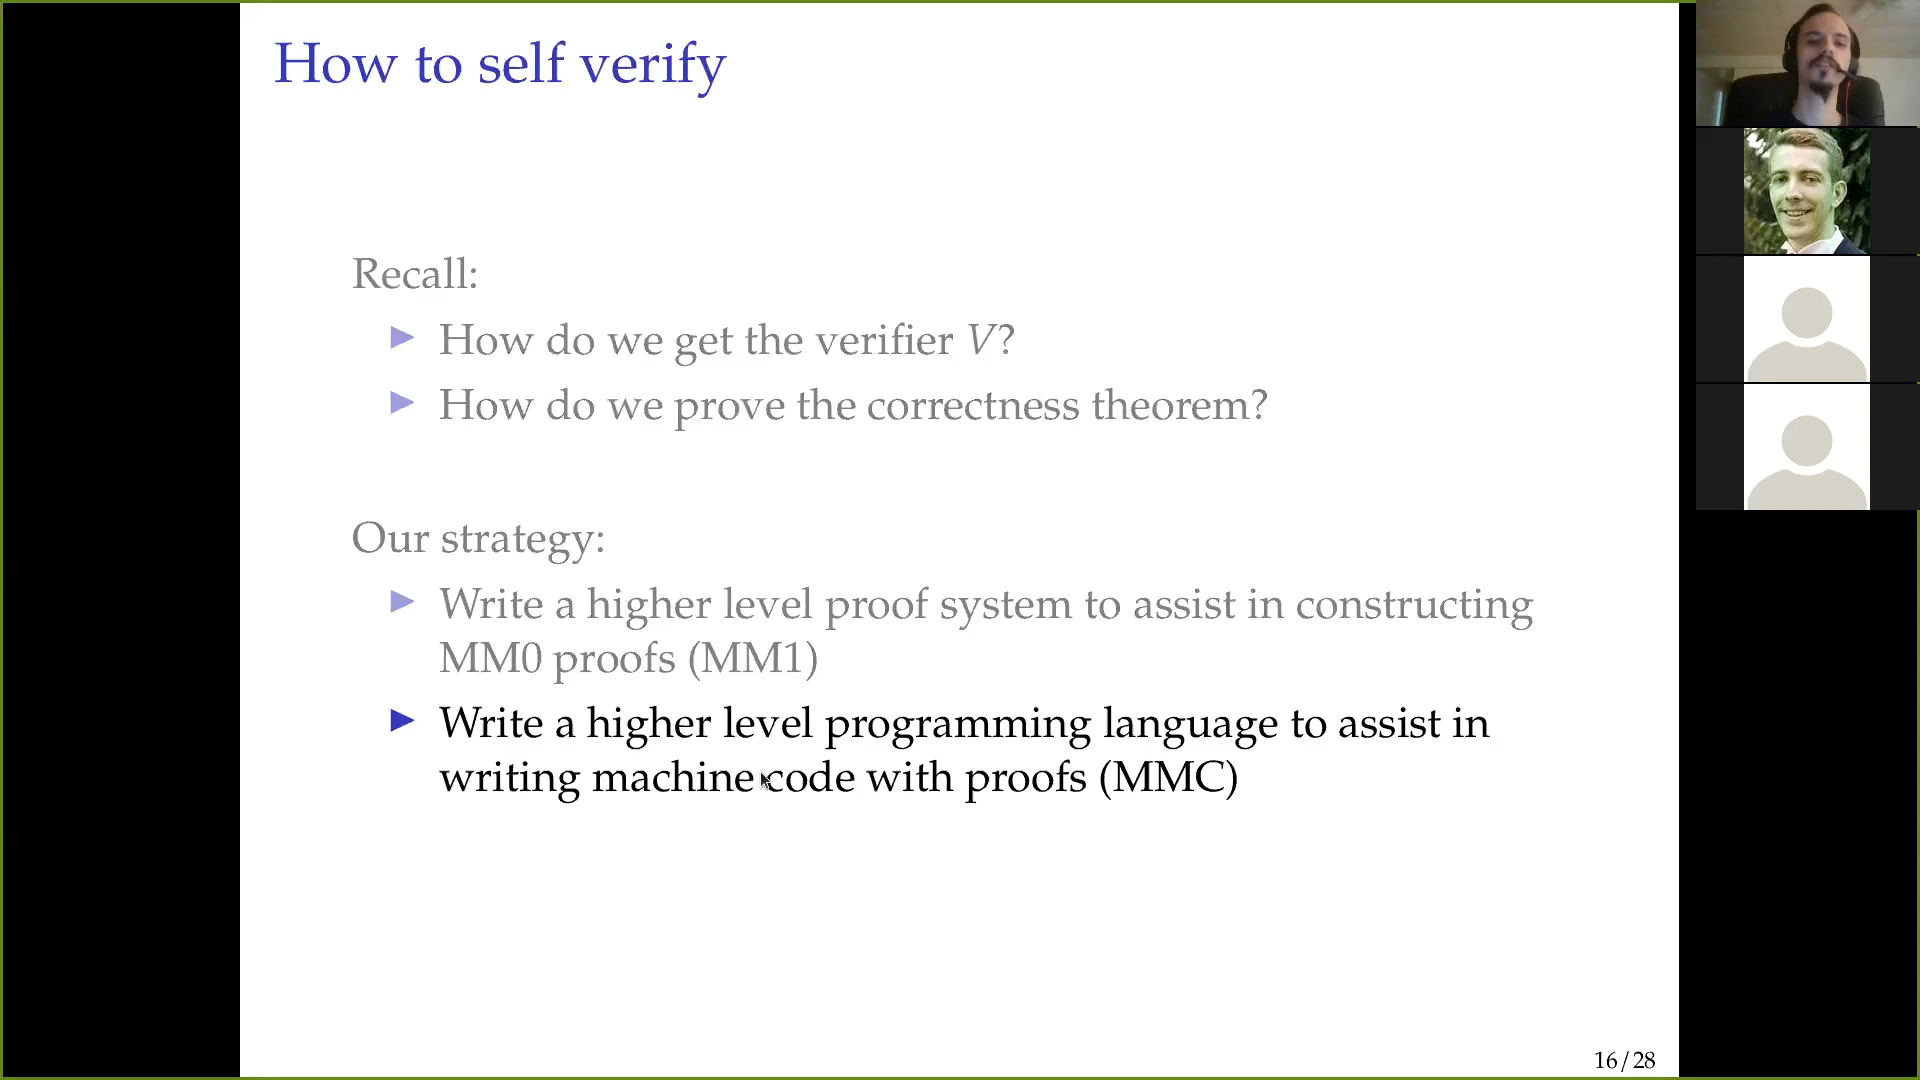 How to self verify
Recall:
▶ How do we get the verifier V?
▶ How do we prove the correctness theorem?
Our strategy:
▶ Write a higher level proof system to assist in constructing
MM0 proofs (MM1)
▶ Write a higher level programming language to assist in
writing machine code with proofs (MMC)
16/28